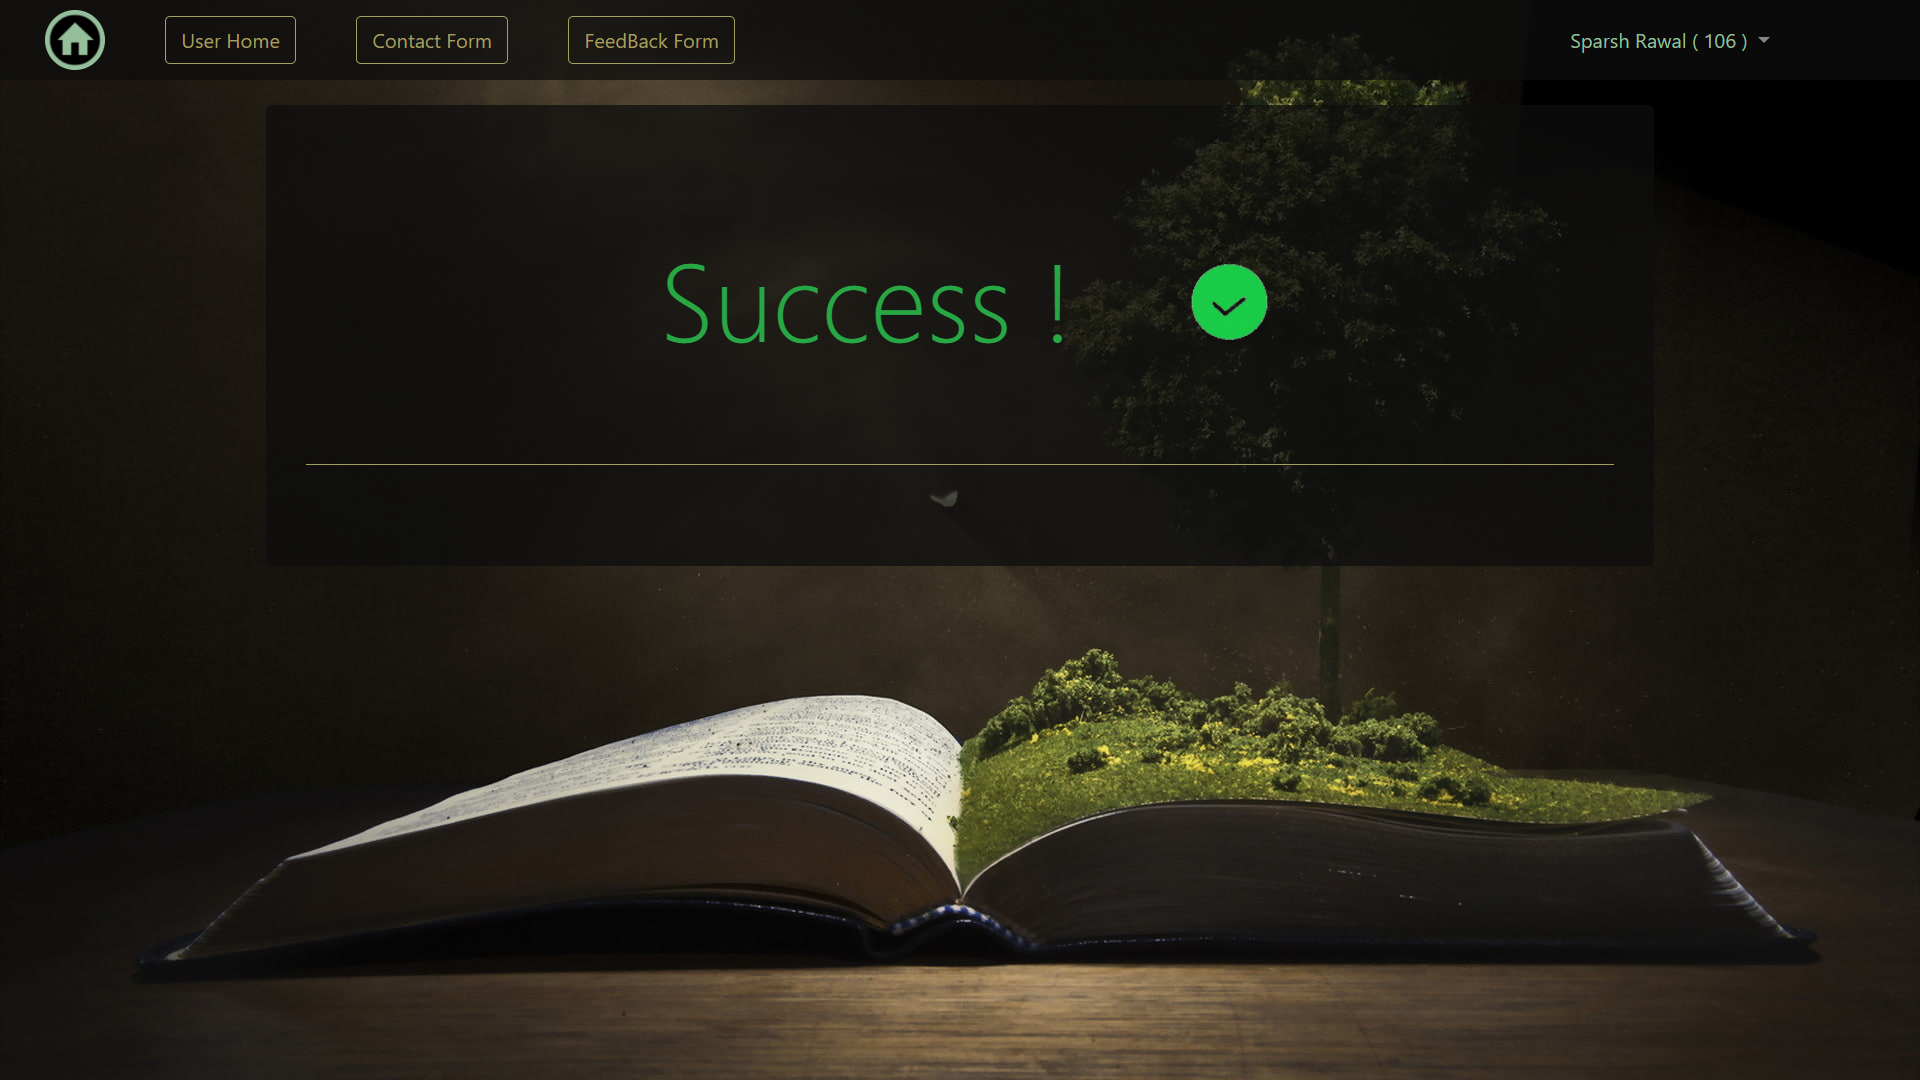 User Home
Contact Form
FeedBack Form
Sparsh Rawal ( 106 )
Success !